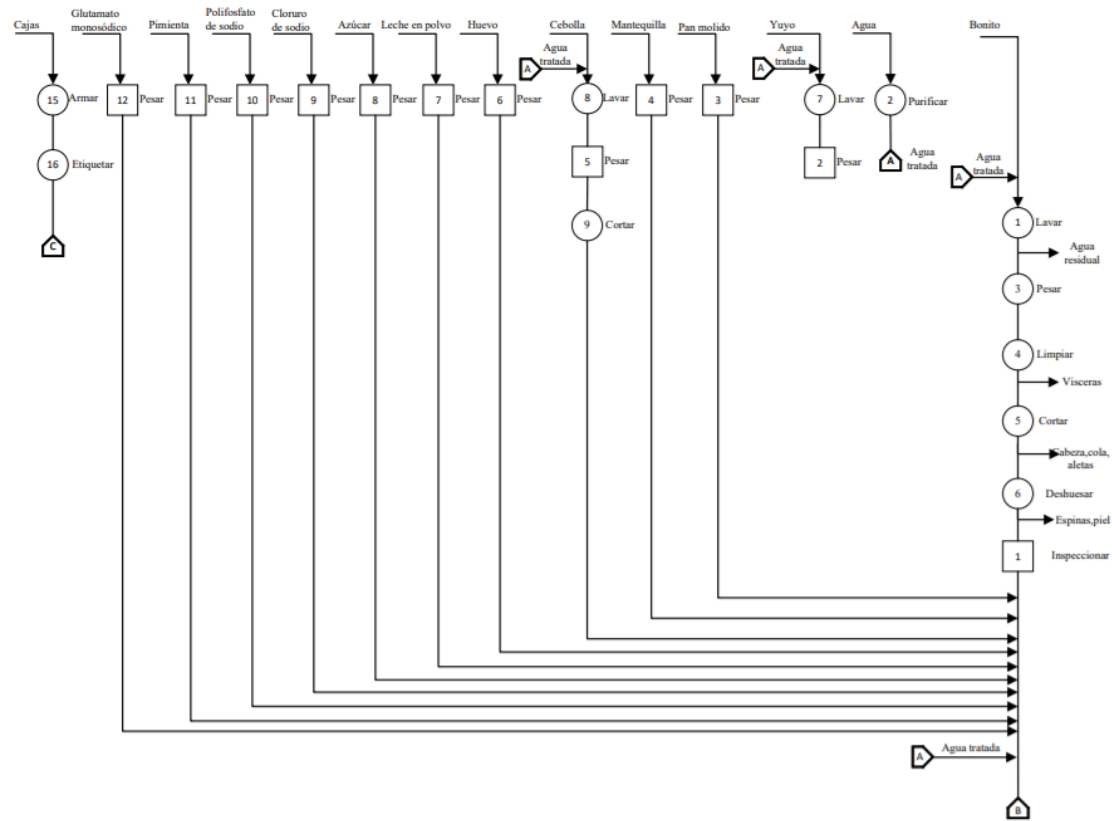 Cajas
Glutamato
monosódico
Pimienta
Polifosfato
de sodio
Cloruro
de sodio
Azúcar
Leche en polvo
Huevo
Cebolla
Mantequilla
Pan molido
Yuyo
Agua
Bonito
Agua
tratada
A
Agua
tratada
A
15
Armar
12
Pesar
11
Pesar
10
Pesar
9
Pesar
8
Pesar
7
Pesar
6
Pesar
8
Lavar
4
Pesar
3
Pesar
7
Lavar
2
Purificar
16
Etiquetar
5
Pesar
2
Pesar
A
Agua
tratada
A
Agua
tratada
C
9
Cortar
1
Lavar
Agua
residual
3
Pesar
4
Limpiar
Vísceras
5
Cortar
Cabeza,cola,
aletas
6
Deshuesar
Espinas,piel
1
Inspeccionar
A
Agua tratada
B